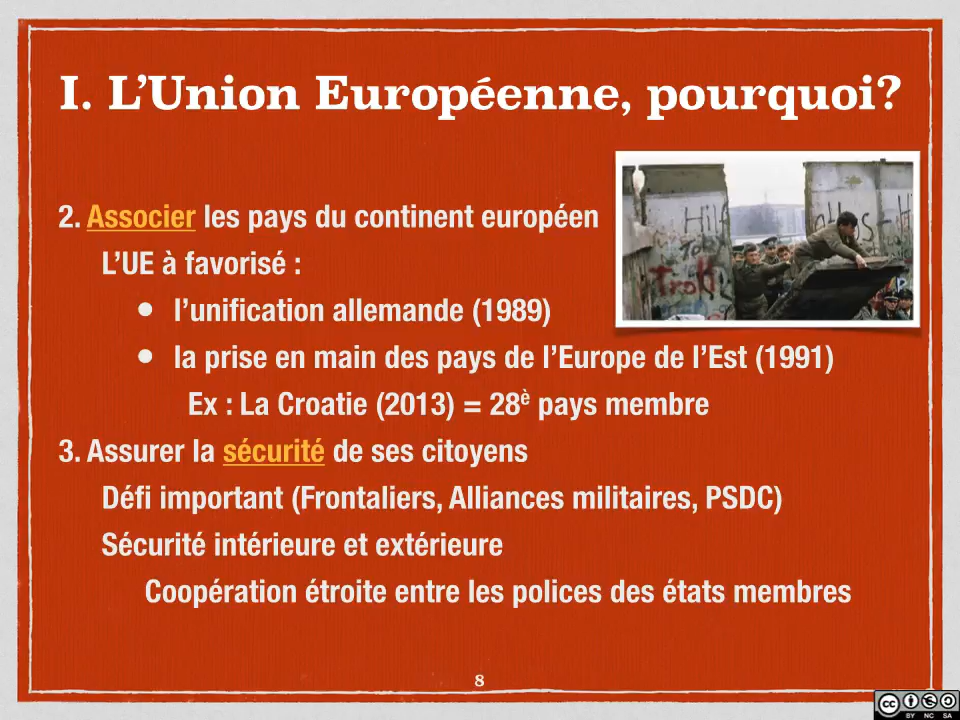 I. L’Union Européenne, pourquoi?
2. Associer les pays du continent européen
L’UE à favorisé :
• l’unification allemande (1989)
• la prise en main des pays de l’Europe de l’Est (1991)
Ex : La Croatie (2013) = 28è pays membre
3. Assurer la sécurité de ses citoyens
Défi important (Frontaliers, Alliances militaires, PSDC)
Sécurité intérieure et extérieure
Coopération étroite entre les polices des états membres
8
cc
BY NC SA